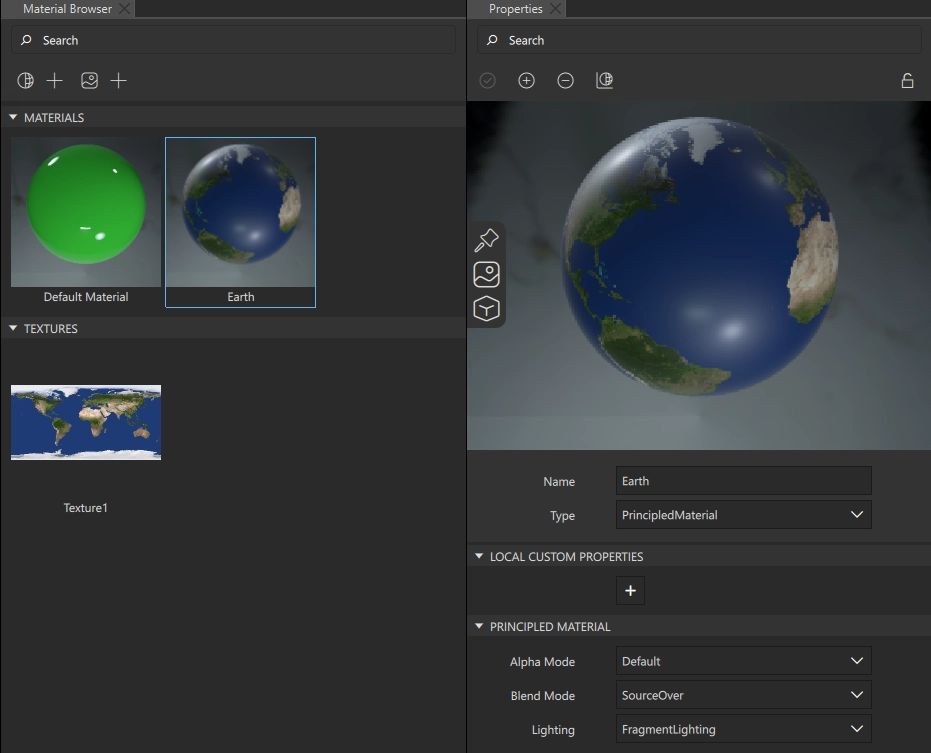 Material Browser
Search
MATERIALS
Default Material
Earth
TEXTURES
Texture1
Properties
Search
Name
Earth
Type
PrincipledMaterial
LOCAL CUSTOM PROPERTIES
PRINCIPLED MATERIAL
Alpha Mode
Default
Blend Mode
SourceOver
Lighting
FragmentLighting